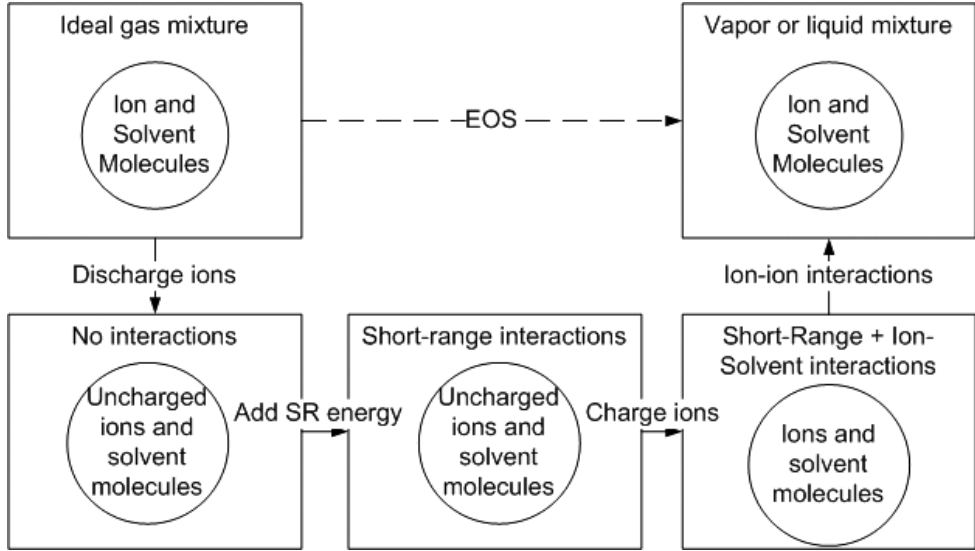 Ideal gas mixture
Ion and
Solvent
Molecules
EOS
Vapor or liquid mixture
Ion and
Solvent
Molecules
Discharge ions
Ion-ion interactions
No interactions
Uncharged
ions and
solvent
molecules
Add SR energy
Short-range interactions
Uncharged
ions and
solvent
molecules
Charge ions
Short-Range + Ion-
Solvent interactions
Ions and
solvent
molecules